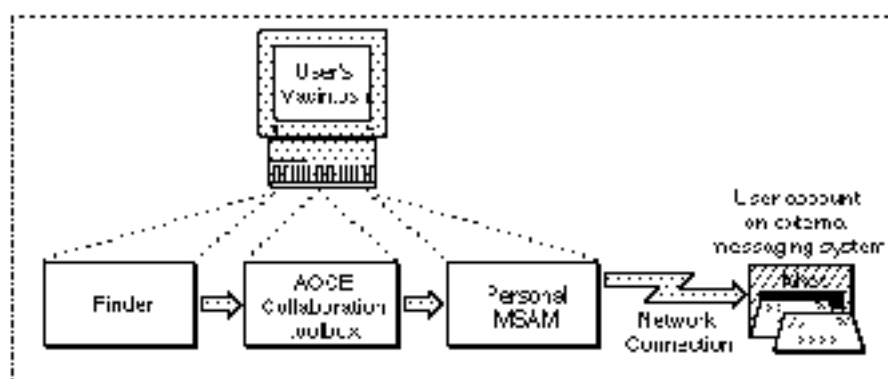 User's
Macintosh
User account
on external
messaging system
Finder
AOCE
Collaboration
toolbox
Personal
MSAM
Network
Connection